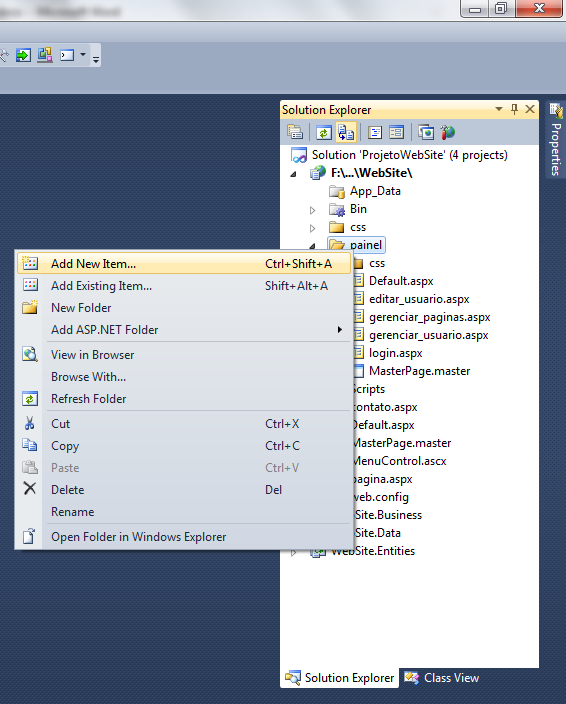 Microsoft Word
Solution Explorer
Properties
Solution 'ProjetoWebSite' (4 projects)
F:\...\WebSite\
App_Data
Bin
css
painel
css
Default.aspx
editar_usuario.aspx
gerenciar_paginas.aspx
gerenciar_usuario.aspx
login.aspx
MasterPage.master
Scripts
contato.aspx
Default.aspx
MasterPage.master
MenuControl.ascx
pagina.aspx
web.config
Site.Business
Site.Data
WebSite.Entities
Add New Item... Ctrl+Shift+A
Add Existing Item... Shift+Alt+A
New Folder
Add ASP.NET Folder
View in Browser
Browse With...
Refresh Folder
Cut Ctrl+X
Copy Ctrl+C
Paste Ctrl+V
Delete Del
Rename
Open Folder in Windows Explorer
Solution Explorer
Class View